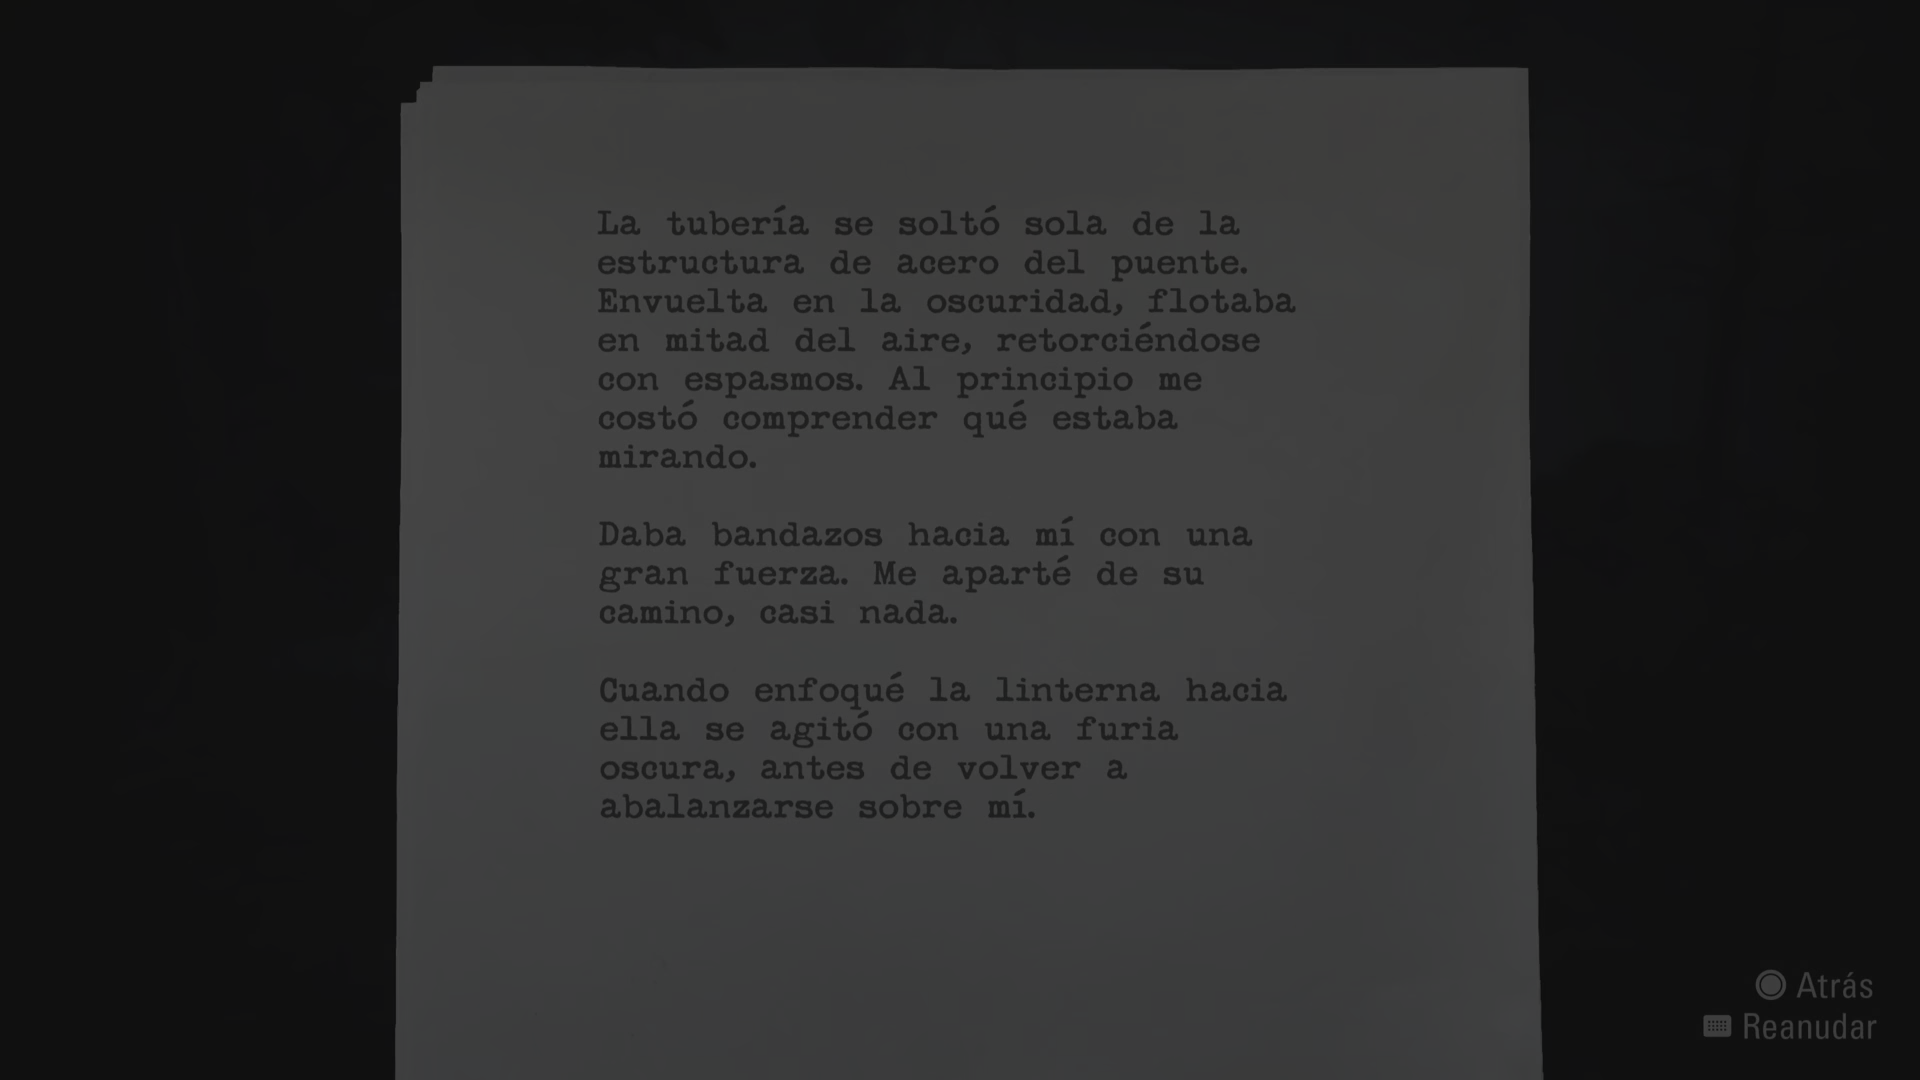 La tubería se soltó sola de la
estructura de acero del puente.
Envuelta en la oscuridad, flotaba
en mitad del aire, retorciéndose
con espasmos. Al principio me
costó comprender qué estaba
mirando.
Daba bandazos hacia mí con una
gran fuerza. Me aparté de su
camino, casi nada.
Cuando enfoqué la linterna hacia
ella se agitó con una furia
oscura, antes de volver a
abalanzarse sobre mí.
Atrás
Reanudar